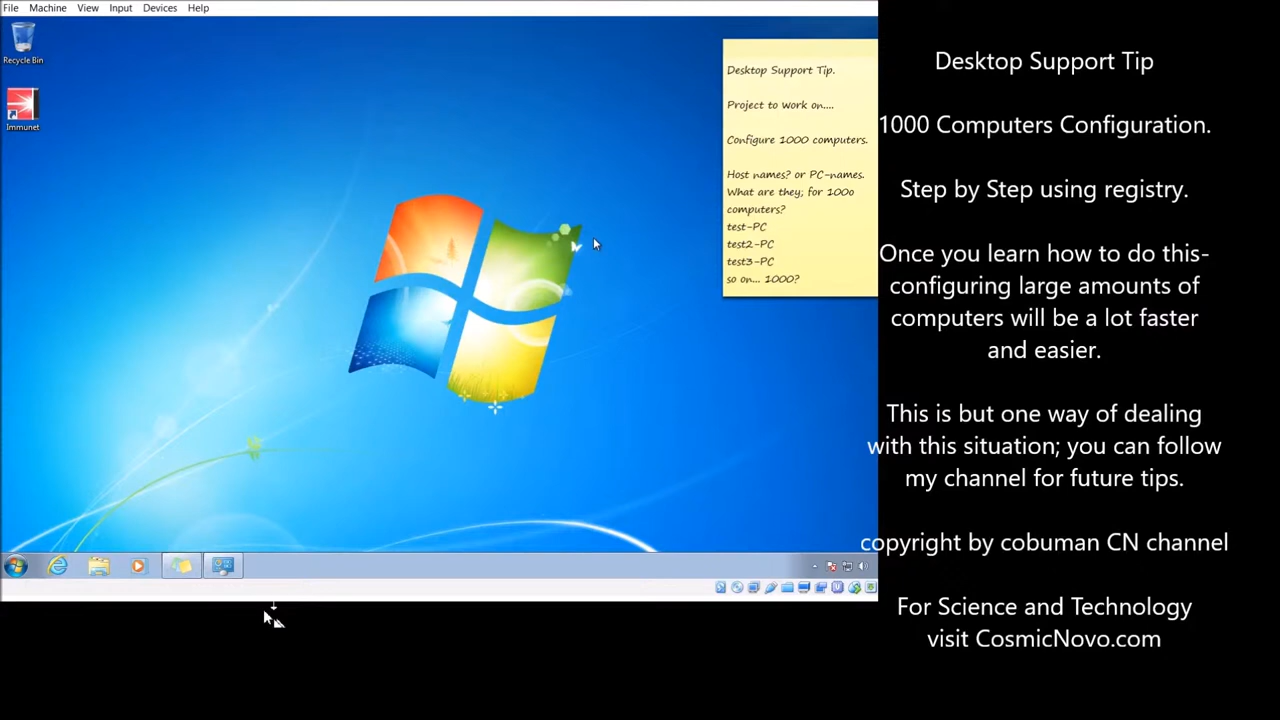 File Machine View Input Devices Help
Recycle Bin
Immunet
Desktop Support Tip.
Project to work on....
Configure 1000 computers.
Host names? or PC-names.
What are they; for 100o
computers?
test-PC
test2-PC
test3-PC
so on... 1000?
Desktop Support Tip
1000 Computers Configuration.
Step by Step using registry.
Once you learn how to do this-
configuring large amounts of
computers will be a lot faster
and easier.
This is but one way of dealing
with this situation; you can follow
my channel for future tips.
copyright by cobuman CN channel
For Science and Technology
visit CosmicNovo.com